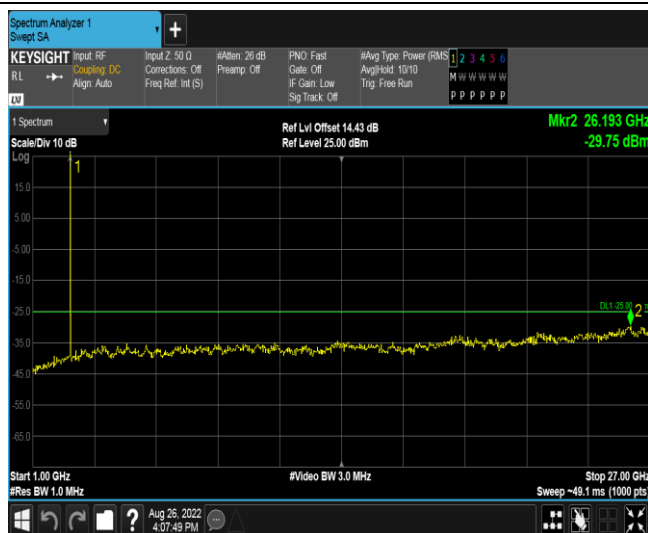 Spectrum Analyzer 1
Swept SA
KEYSIGHT
RL
Input: RF
Coupling: DC
Align: Auto
Input Z: 50 Ω
Corrections: Off
Freq Ref: Int (S)
#Atten: 26 dB
Preamp: Off
PNO: Fast
Gate: Off
IF Gain: Low
Sig Track: Off
#Avg Type: Power (RMS
Avg|Hold: 10/10
Trig: Free Run
1 2 3 4 5 6
M W W W W W
P P P P P P
LXI
1 Spectrum
Scale/Div 10 dB
Ref Lvl Offset 14.43 dB
Ref Level 25.00 dBm
Mkr2 26.193 GHz
-29.75 dBm
Log
1
15.0
5.00
-5.00
-15.0
-25.0
DL1 -25.00
2
-35.0
-45.0
-55.0
-65.0
Start 1.00 GHz
#Res BW 1.0 MHz
#Video BW 3.0 MHz
Stop 27.00 GHz
Sweep ~49.1 ms (1000 pts)
?
Aug 26, 2022
4:07:49 PM